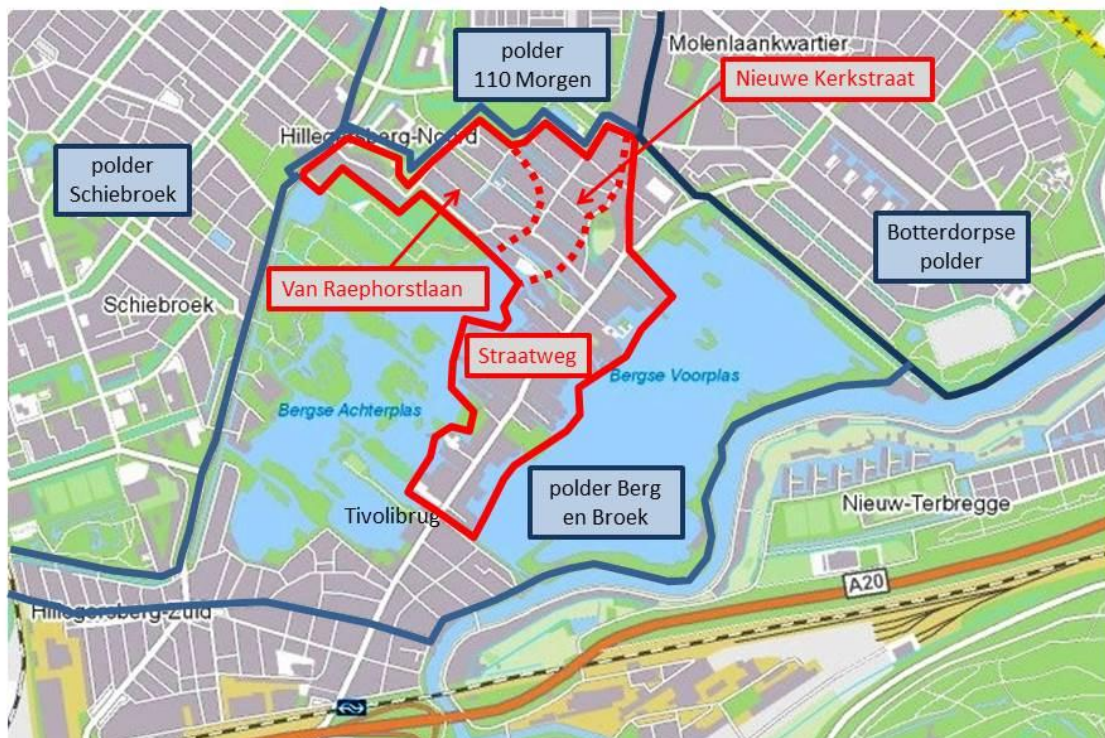 polder
110 Morgen
Molenlaankwartier
Nieuwe Kerkstraat
Hillegersberg-Noord
polder
Schiebroek
Botterdorpse
polder
Van Raephorstlaan
Schiebroek
Straatweg
Bergse Voorplas
Bergse Achterplas
polder Berg
en Broek
Tivolibrug
Nieuw-Terbregge
A20
Hillegersberg-Zuid